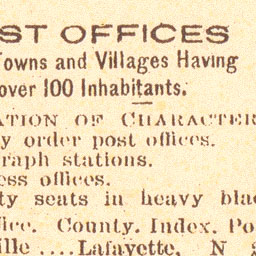 ST OFFICES
Towns and Villages Having
over 100 Inhabitants.
ATION OF CHARACTER
y order post offices.
raph stations.
ess offices.
ty seats in heavy bla
fice. County. Index. Po
ille .... Lafayette, N